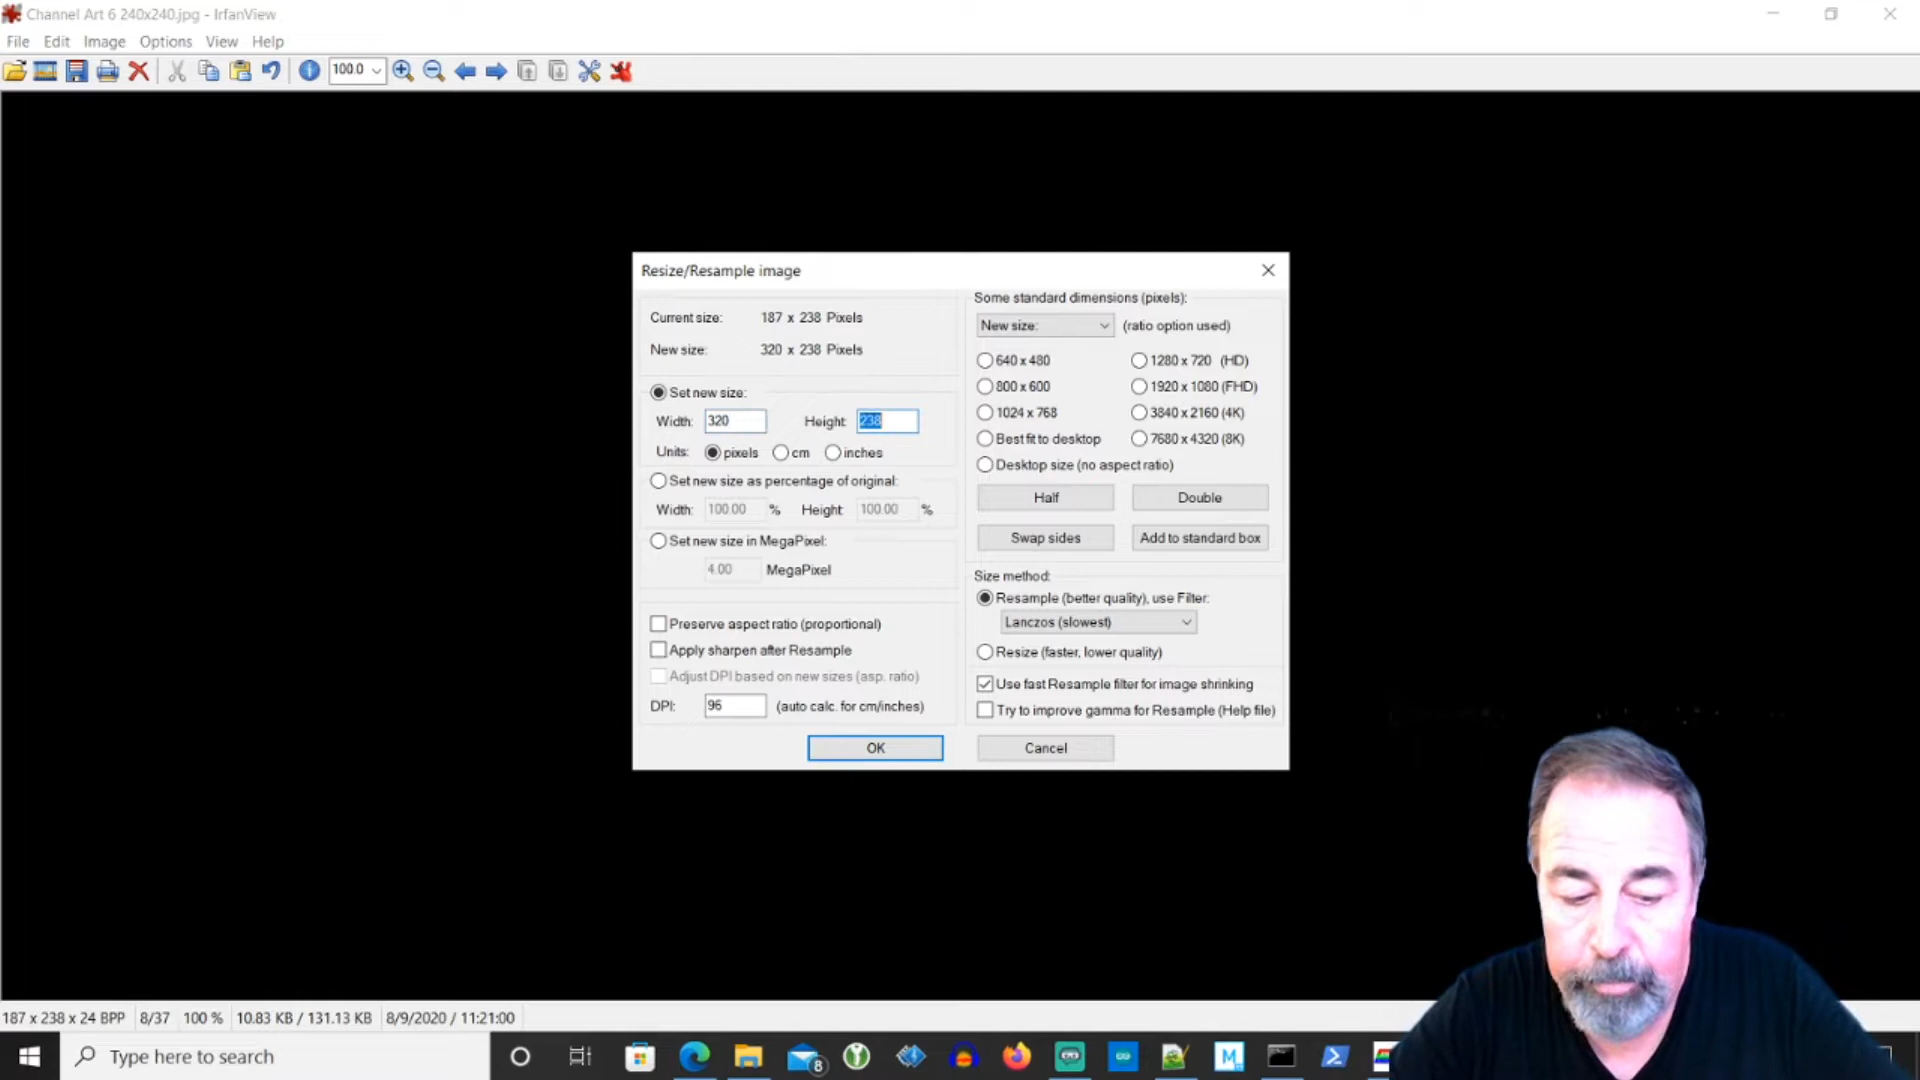 Channel Art 6 240x240.jpg - IrfanView
File Edit Image Options View Help
100.0
Resize/Resample image
Current size: 187 x 238 Pixels
New size: 320 x 238 Pixels
Set new size:
Width: 320 Height: 238
Units: pixels cm inches
Set new size as percentage of original:
Width: 100.00 % Height: 100.00 %
Set new size in MegaPixel:
4.00 MegaPixel
Preserve aspect ratio (proportional)
Apply sharpen after Resample
Adjust DPI based on new sizes (asp. ratio)
DPI: 96 (auto calc. for cm/inches)
OK
Some standard dimensions (pixels):
New size: (ratio option used)
640 x 480 1280 x 720 (HD)
800 x 600 1920 x 1080 (FHD)
1024 x 768 3840 x 2160 (4K)
Best fit to desktop 7680 x 4320 (8K)
Desktop size (no aspect ratio)
Half Double
Swap sides Add to standard box
Size method:
Resample (better quality), use Filter:
Lanczos (slowest)
Resize (faster, lower quality)
Use fast Resample filter for image shrinking
Try to improve gamma for Resample (Help file)
Cancel
187 x 238 x 24 BPP 8/37 100 % 10.83 KB / 131.13 KB 8/9/2020 / 11:21:00
Type here to search
8
M